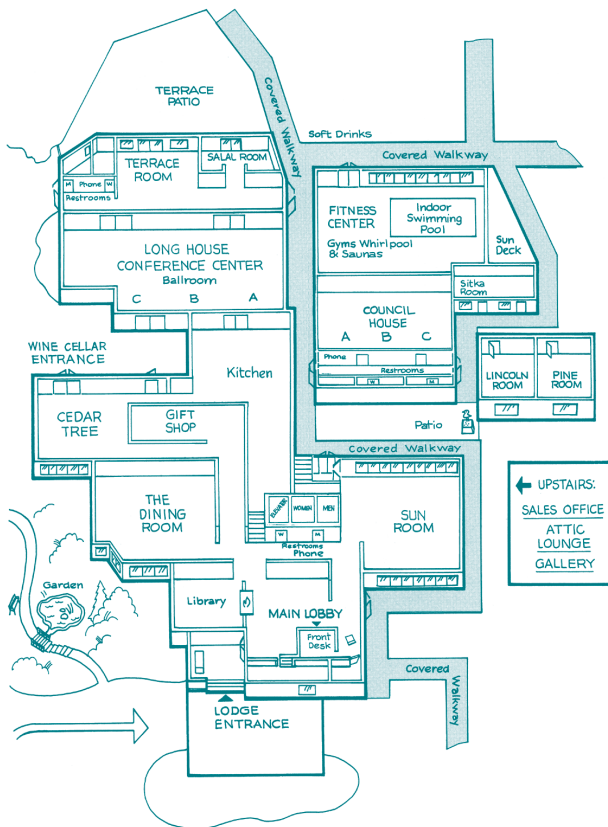 TERRACE
PATIO
Covered Walkway
Soft Drinks
Covered Walkway
TERRACE
ROOM
SALAL ROOM
M Phone W
Restrooms
FITNESS
CENTER
Indoor
Swimming
Pool
Gyms Whirlpool
& Saunas
Sun
Deck
LONG HOUSE
CONFERENCE CENTER
Ballroom
C B A
Sitka
Room
COUNCIL
HOUSE
A B C
Phone
Restrooms
W M
WINE CELLAR
ENTRANCE
Kitchen
LINCOLN
ROOM
PINE
ROOM
CEDAR
TREE
GIFT
SHOP
Patio
Covered Walkway
THE
DINING
ROOM
ELEVATOR
WOMEN
MEN
W M
Restrooms
Phone
SUN
ROOM
UPSTAIRS:
SALES OFFICE
ATTIC
LOUNGE
GALLERY
Garden
Library
MAIN LOBBY
Front
Desk
Covered
Walkway
LODGE
ENTRANCE